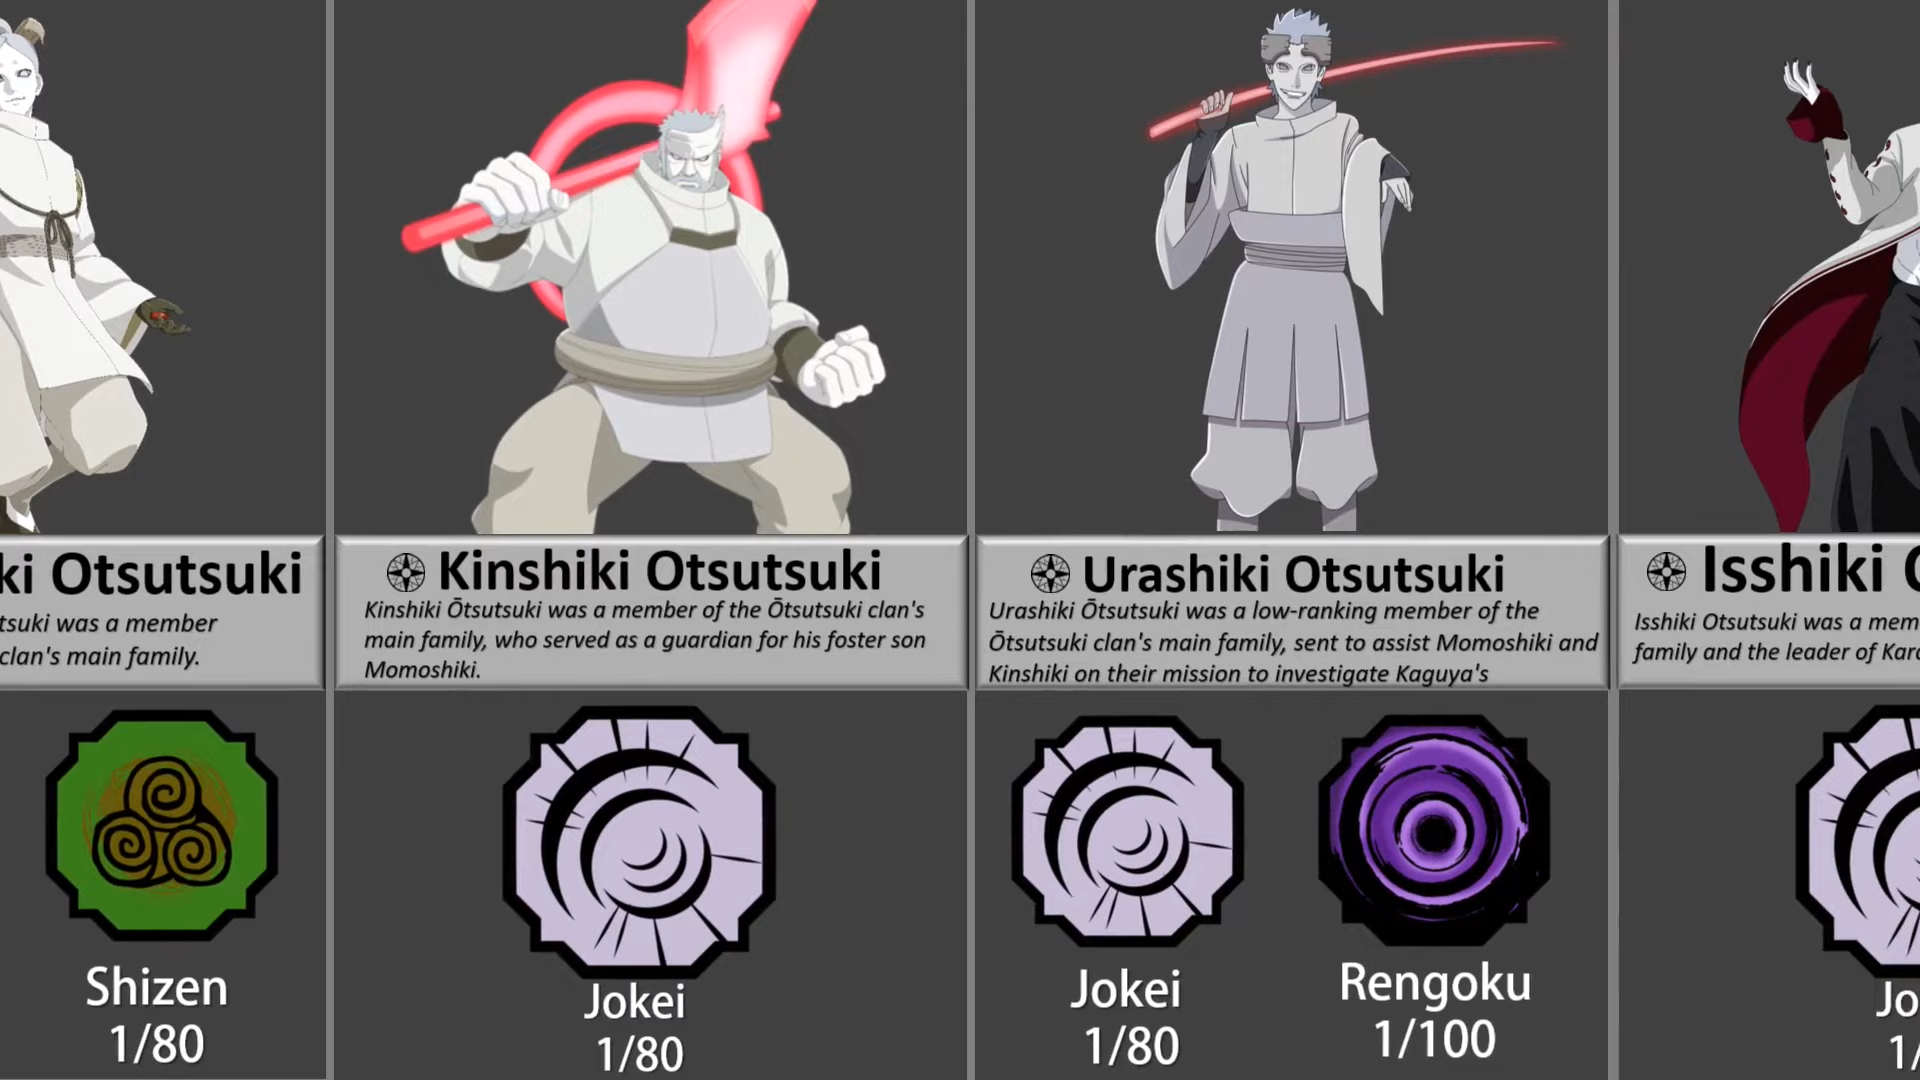 ki Otsutsuki
tsuki was a member
clan's main family.
Shizen
1/80
Kinshiki Otsutsuki
Kinshiki Ōtsutsuki was a member of the Ōtsutsuki clan's
main family, who served as a guardian for his foster son
Momoshiki.
Jokei
1/80
Urashiki Otsutsuki
Urashiki Ōtsutsuki was a low-ranking member of the
Ōtsutsuki clan's main family, sent to assist Momoshiki and
Kinshiki on their mission to investigate Kaguya's
Jokei
1/80
Rengoku
1/100
Isshiki O
Isshiki Otsutsuki was a mem
family and the leader of Kara
Jo
1/